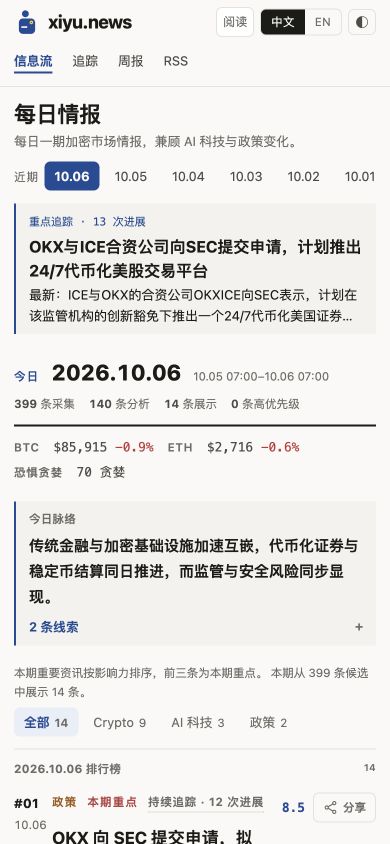 xiyu.news
阅读
中文
EN
信息流 追踪 周报 RSS
每日情报
每日一期加密市场情报，兼顾 AI 科技与政策变化。
近期 10.06 10.05 10.04 10.03 10.02 10.01
重点追踪 · 13 次进展
OKX与ICE合资公司向SEC提交申请，计划推出
24/7代币化美股交易平台
最新：ICE与OKX的合资公司OKXICE向SEC表示，计划在
该监管机构的创新豁免下推出一个24/7代币化美国证券...
今日 2026.10.06 10.05 07:00–10.06 07:00
399 条采集 140 条分析 14 条展示 0 条高优先级
BTC $85,915 −0.9% ETH $2,716 −0.6%
恐惧贪婪 70 贪婪
今日脉络
传统金融与加密基础设施加速互嵌，代币化证券与
稳定币结算同日推进，而监管与安全风险同步显
现。
2 条线索 +
本期重要资讯按影响力排序，前三条为本期重点。 本期从 399 条候选
中展示 14 条。
全部 14 Crypto 9 AI 科技 3 政策 2
2026.10.06 排行榜 14
#01 政策 本期重点 持续追踪 · 12 次进展 8.5 分享
10.06
OKX 向 SEC 提交申请，拟